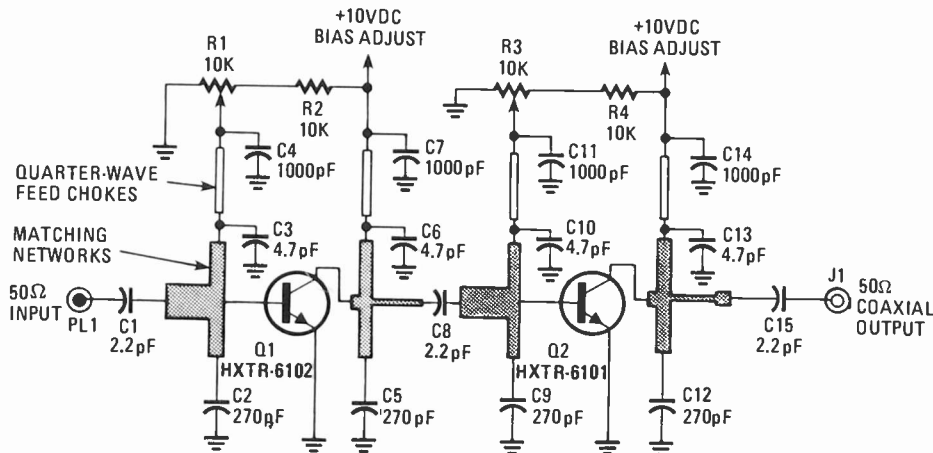 +10VDC
BIAS ADJUST
R1
10K
R2
10K
C4
1000pF
C7
1000pF
QUARTER-WAVE
FEED CHOKES
C3
4.7pF
C6
4.7pF
MATCHING
NETWORKS
50Ω
INPUT
PL1
C1
2.2pF
Q1
HXTR-6102
C2
270pF
C5
270pF
C8
2.2pF
+10VDC
BIAS ADJUST
R3
10K
R4
10K
C11
1000pF
C14
1000pF
C10
4.7pF
C13
4.7pF
Q2
HXTR-6101
C9
270pF
C12
270pF
C15
2.2pF
J1
50Ω
COAXIAL
OUTPUT